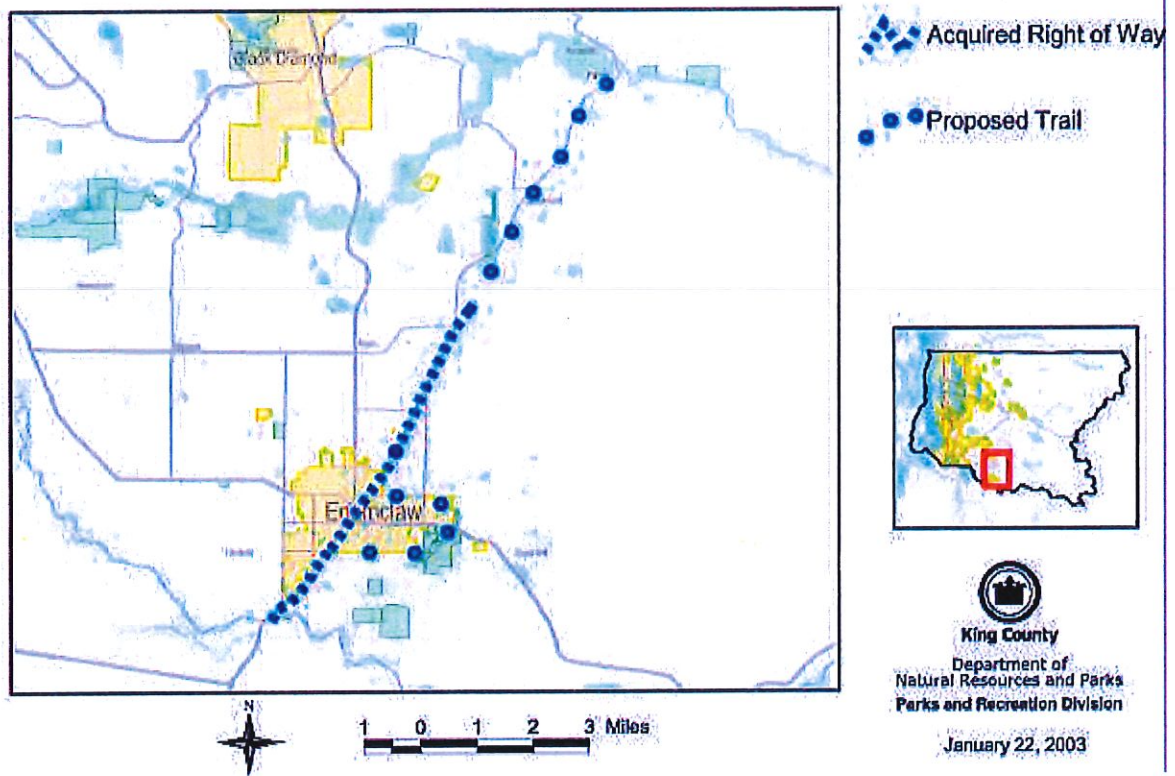 Black Diamond
Acquired Right of Way
Proposed Trail
Enumclaw
N
1 0 1 2 3 Miles
King County
Department of
Natural Resources and Parks
Parks and Recreation Division
January 22, 2003